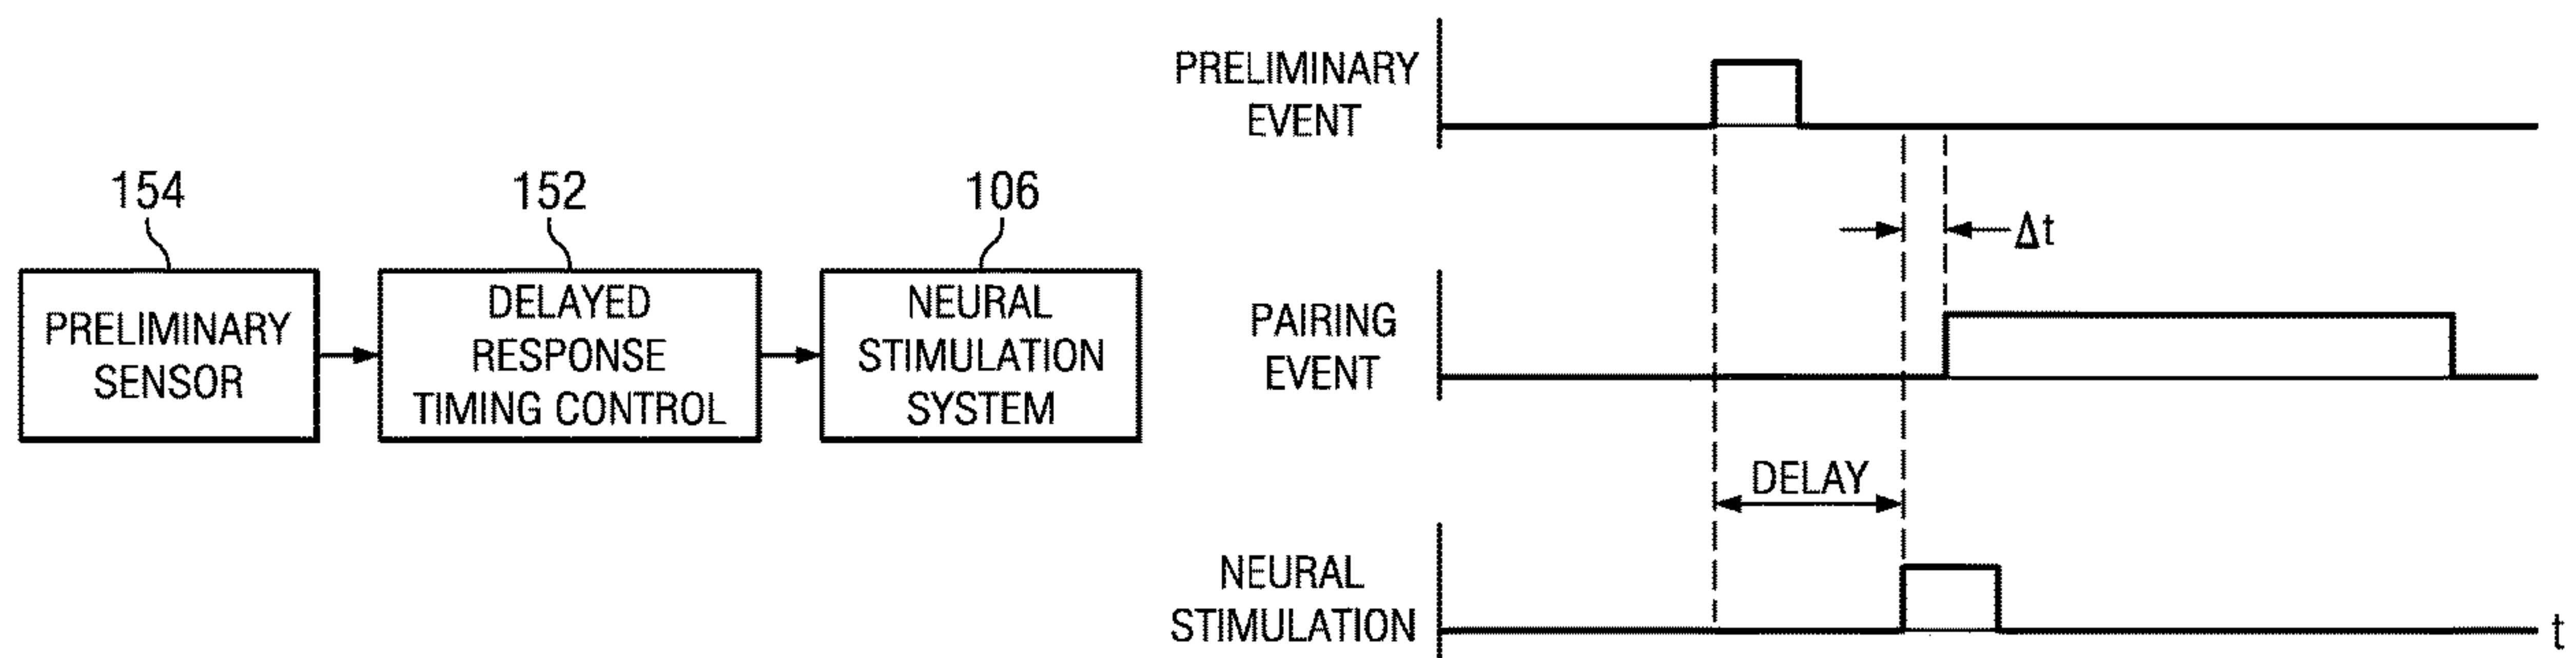 154
PRELIMINARY
SENSOR
152
DELAYED
RESPONSE
TIMING CONTROL
106
NEURAL
STIMULATION
SYSTEM
PRELIMINARY
EVENT
Δt
PAIRING
EVENT
DELAY
NEURAL
STIMULATION
t